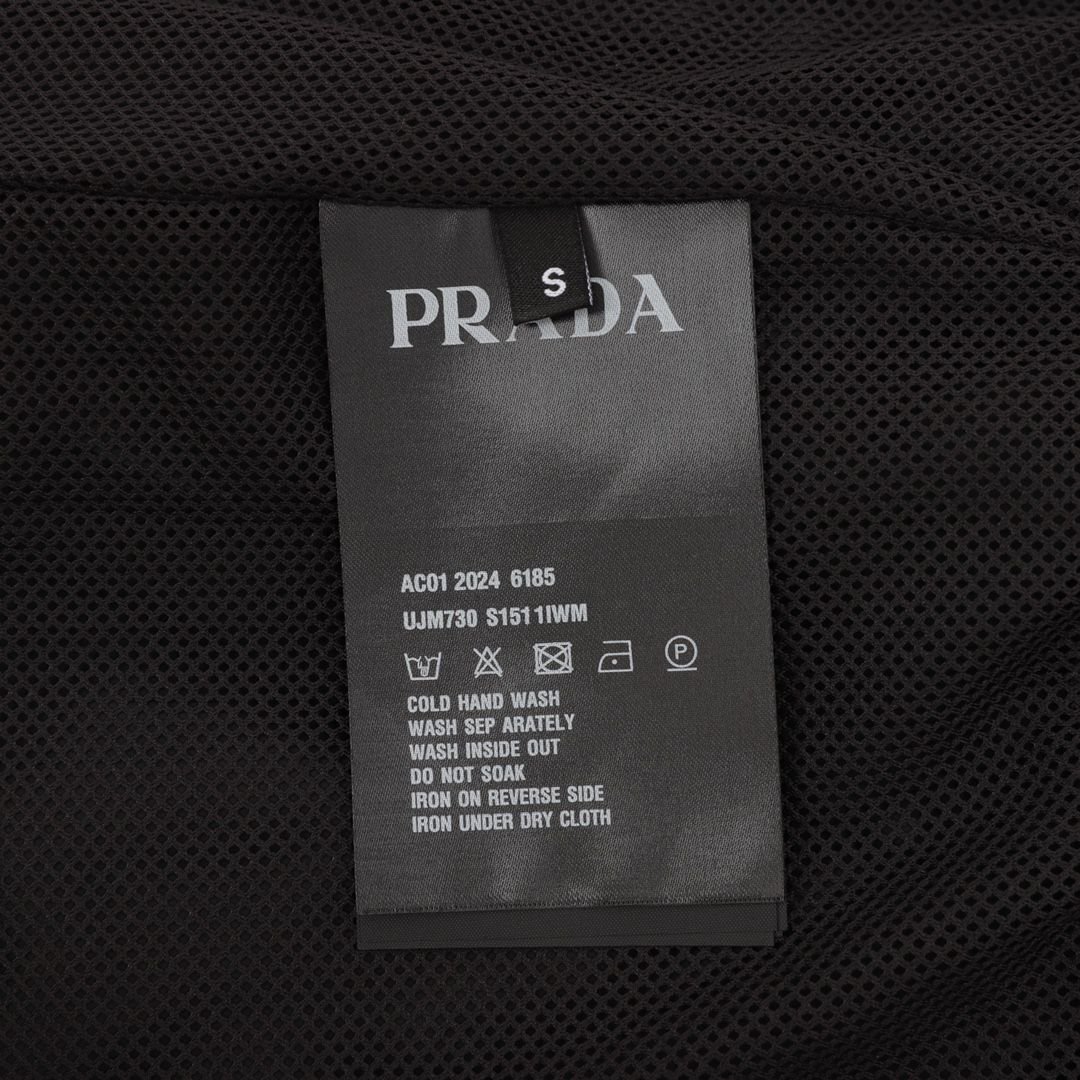 S
PRADA
AC01 2024 6185
UJM730 S151 1IWM
P
COLD HAND WASH
WASH SEP ARATELY
WASH INSIDE OUT
DO NOT SOAK
IRON ON REVERSE SIDE
IRON UNDER DRY CLOTH